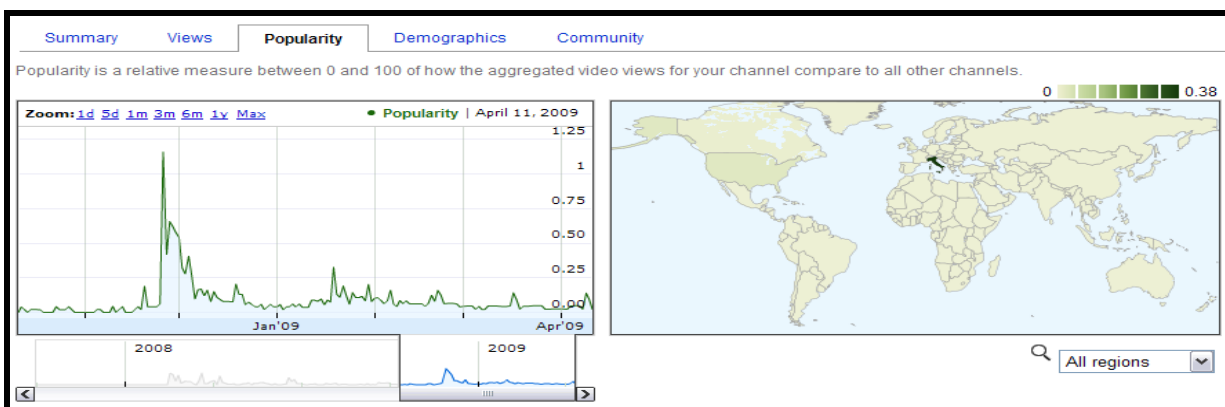 Summary Views Popularity Demographics Community
Popularity is a relative measure between 0 and 100 of how the aggregated video views for your channel compare to all other channels.
0 0.38
Zoom: 1d 5d 1m 3m 6m 1y Max • Popularity | April 11, 2009
1.25
1
0.75
0.50
0.25
0.00
Jan'09 Apr'09
2008 2009
All regions